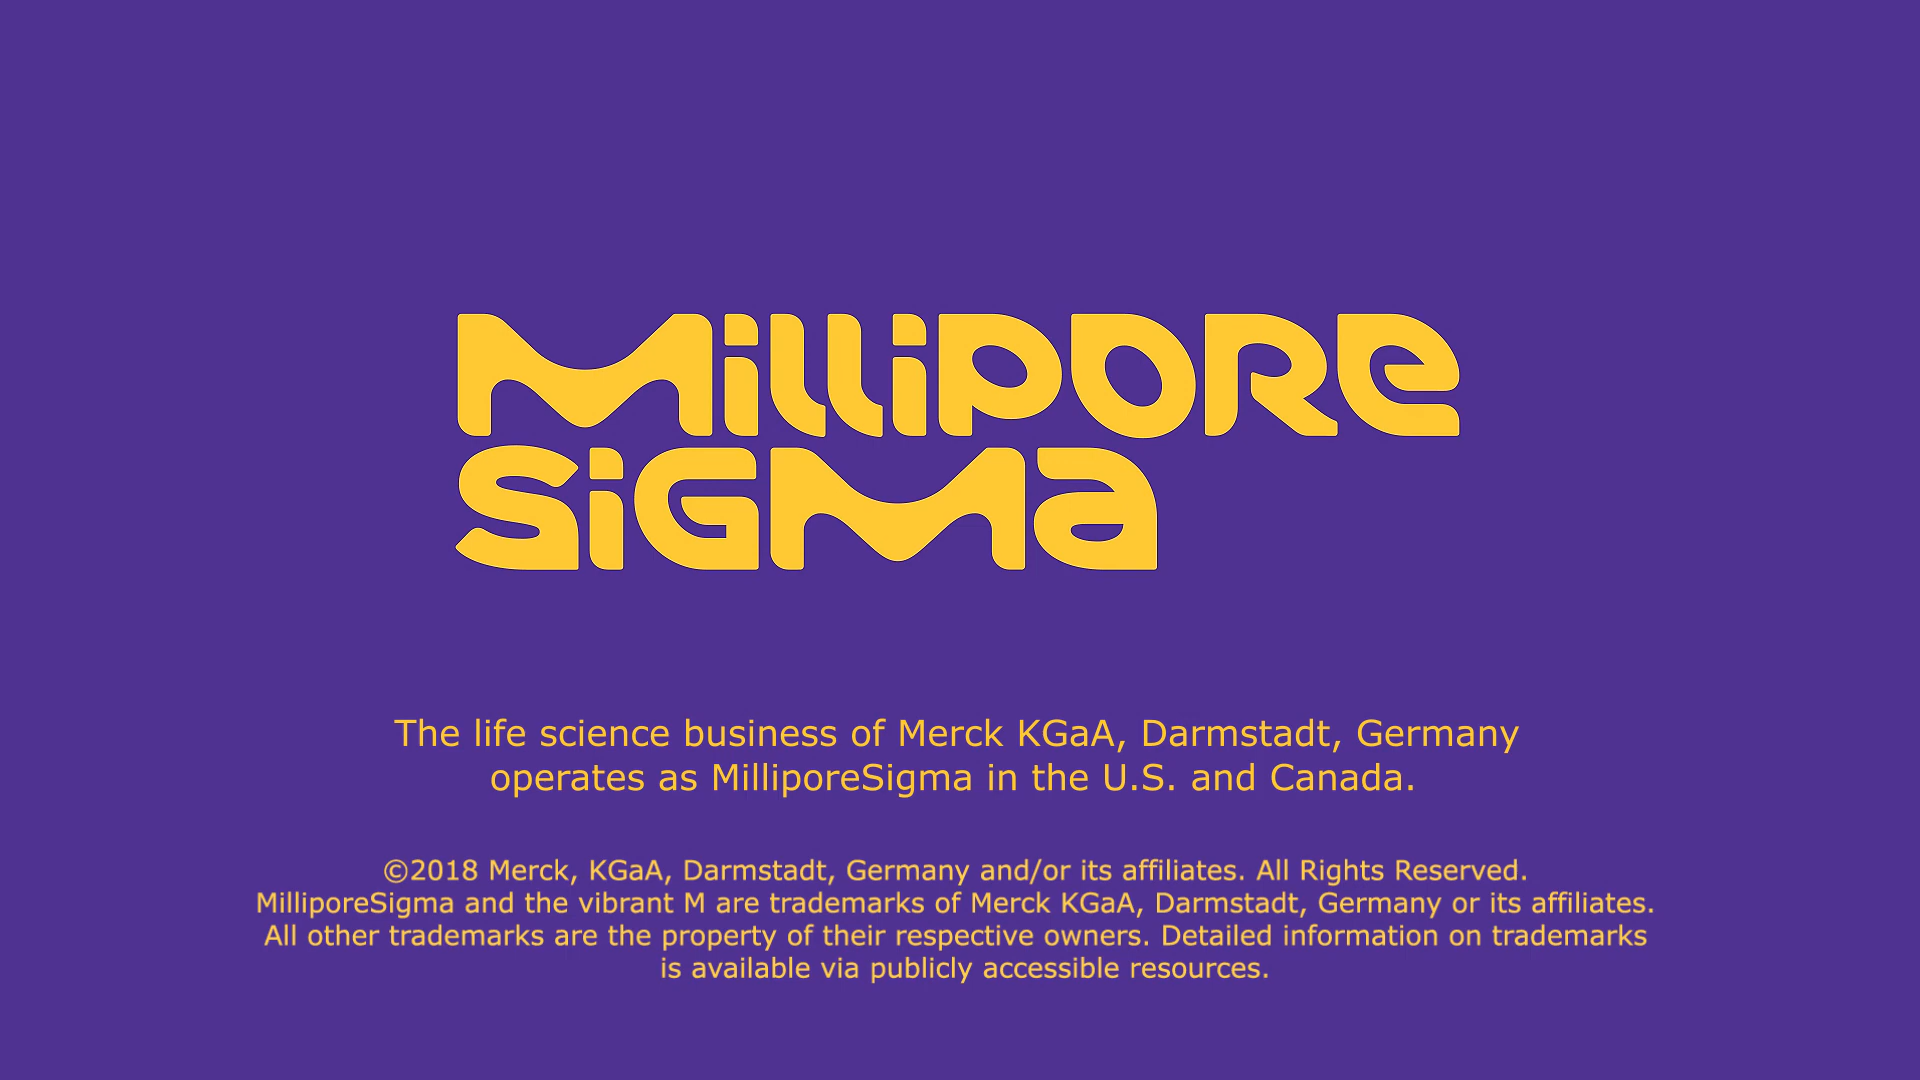 Millipore
Sigma
The life science business of Merck KGaA, Darmstadt, Germany
operates as MilliporeSigma in the U.S. and Canada.
©2018 Merck, KGaA, Darmstadt, Germany and/or its affiliates. All Rights Reserved.
MilliporeSigma and the vibrant M are trademarks of Merck KGaA, Darmstadt, Germany or its affiliates.
All other trademarks are the property of their respective owners. Detailed information on trademarks
is available via publicly accessible resources.